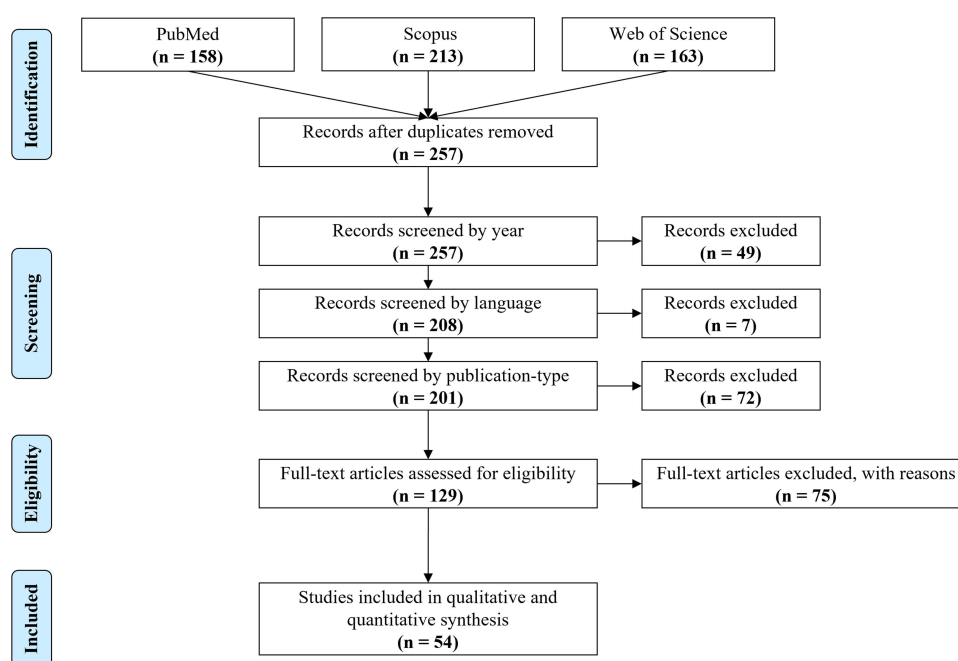 PubMed
(n = 158)
Scopus
(n = 213)
Web of Science
(n = 163)
Identification
Records after duplicates removed
(n = 257)
Screening
Records screened by year
(n = 257)
Records excluded
(n = 49)
Records screened by language
(n = 208)
Records excluded
(n = 7)
Records screened by publication-type
(n = 201)
Records excluded
(n = 72)
Eligibility
Full-text articles assessed for eligibility
(n = 129)
Full-text articles excluded, with reasons
(n = 75)
Included
Studies included in qualitative and
quantitative synthesis
(n = 54)